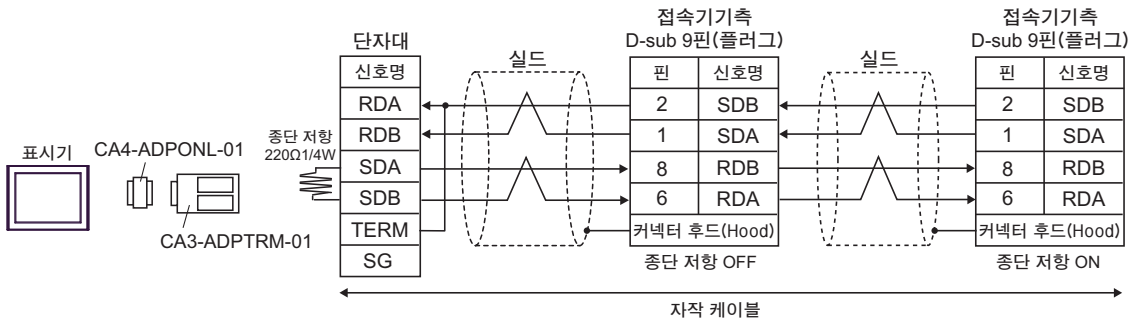 표시기
CA4-ADPONL-01
CA3-ADPTRM-01
종단 저항
220Ω1/4W
단자대
신호명
RDA
RDB
SDA
SDB
TERM
SG
실드
접속기기측
D-sub 9핀(플러그)
핀 신호명
2 SDB
1 SDA
8 RDB
6 RDA
커넥터 후드(Hood)
종단 저항 OFF
실드
접속기기측
D-sub 9핀(플러그)
핀 신호명
2 SDB
1 SDA
8 RDB
6 RDA
커넥터 후드(Hood)
종단 저항 ON
자작 케이블